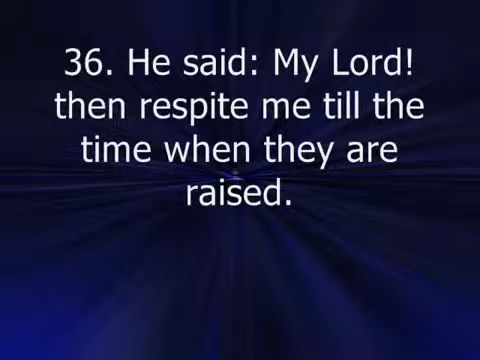 36. He said: My Lord!
then respite me till the
time when they are
raised.